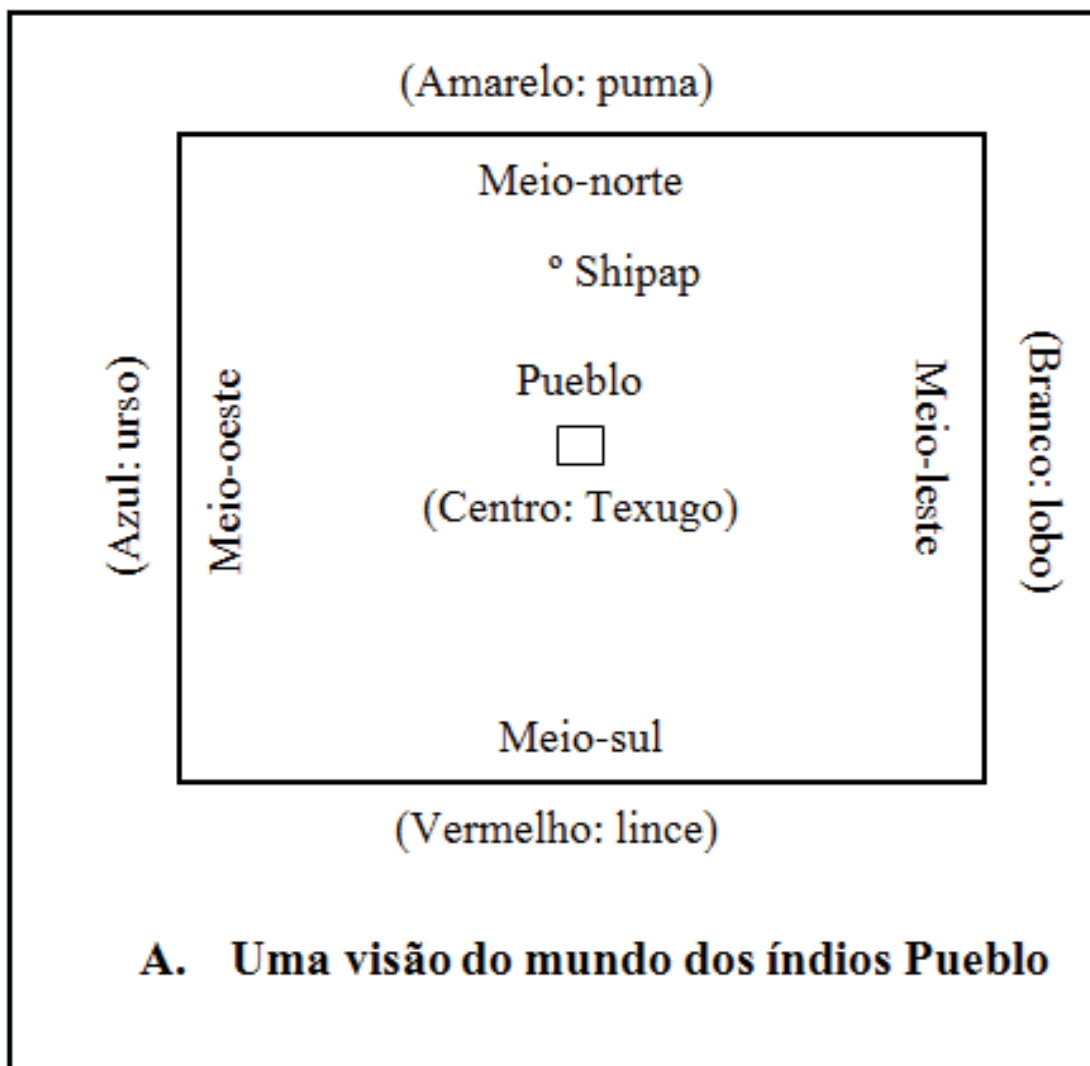 (Amarelo: puma)
Meio-norte
º Shipap
(Azul: urso)
Meio-oeste
Pueblo
(Centro: Texugo)
Meio-leste
(Branco: lobo)
Meio-sul
(Vermelho: lince)
A. Uma visão do mundo dos índios Pueblo